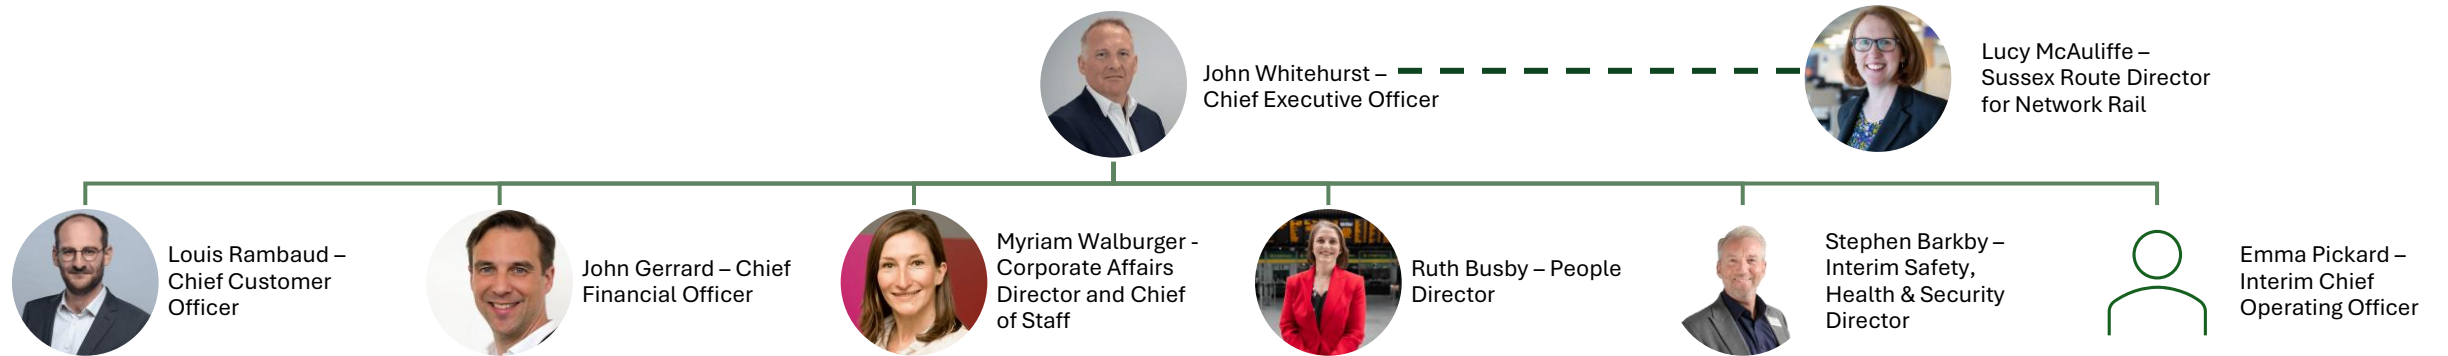 John Whitehurst –
Chief Executive Officer
Lucy McAuliffe –
Sussex Route Director
for Network Rail
Louis Rambaud –
Chief Customer
Officer
John Gerrard – Chief
Financial Officer
Myriam Walburger -
Corporate Affairs
Director and Chief
of Staff
Ruth Busby – People
Director
Stephen Barkby –
Interim Safety,
Health & Security
Director
Emma Pickard –
Interim Chief
Operating Officer